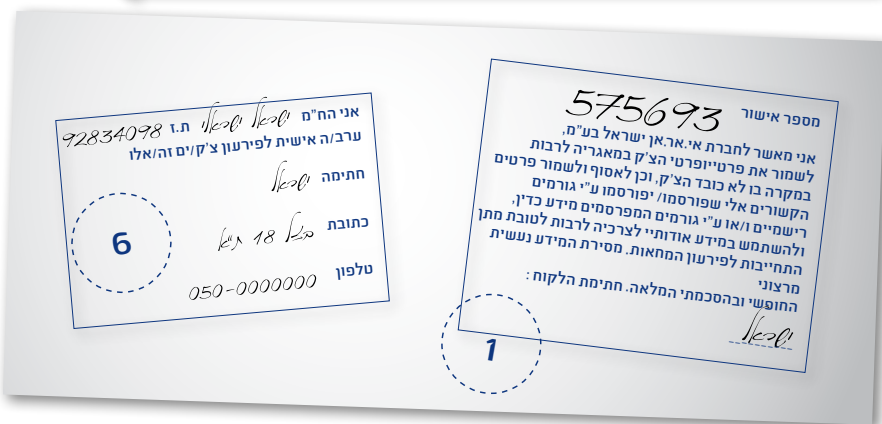 מספר אישור 575693
אני מאשר לחברת אי.אר.אן ישראל בע"מ,
לשמור את פרטייופרטי הצ'ק במאגריה לרבות
במקרה בו לא כובד הצ'ק, וכן לאסוף ולשמור פרטים
הקשורים אלי שפורסמו/ יפורסמו ע"י גורמים
רישמיים ו/או ע"י גורמים המפרסמים מידע כדין,
ולהשתמש במידע אודותיי לצרכיה לרבות לטובת מתן
התחייבות לפירעון המחאות. מסירת המידע נעשית
מרצוני
החופשי ובהסכמתי המלאה. חתימת הלקוח :
ישראל
1
אני הח"מ ישראל ישראלי ת.ז 92834098
ערב/ה אישית לפירעון צ'ק/ים זה/אלו
חתימה ישראל
כתובת בזל 18 ת"א
טלפון 050-0000000
6